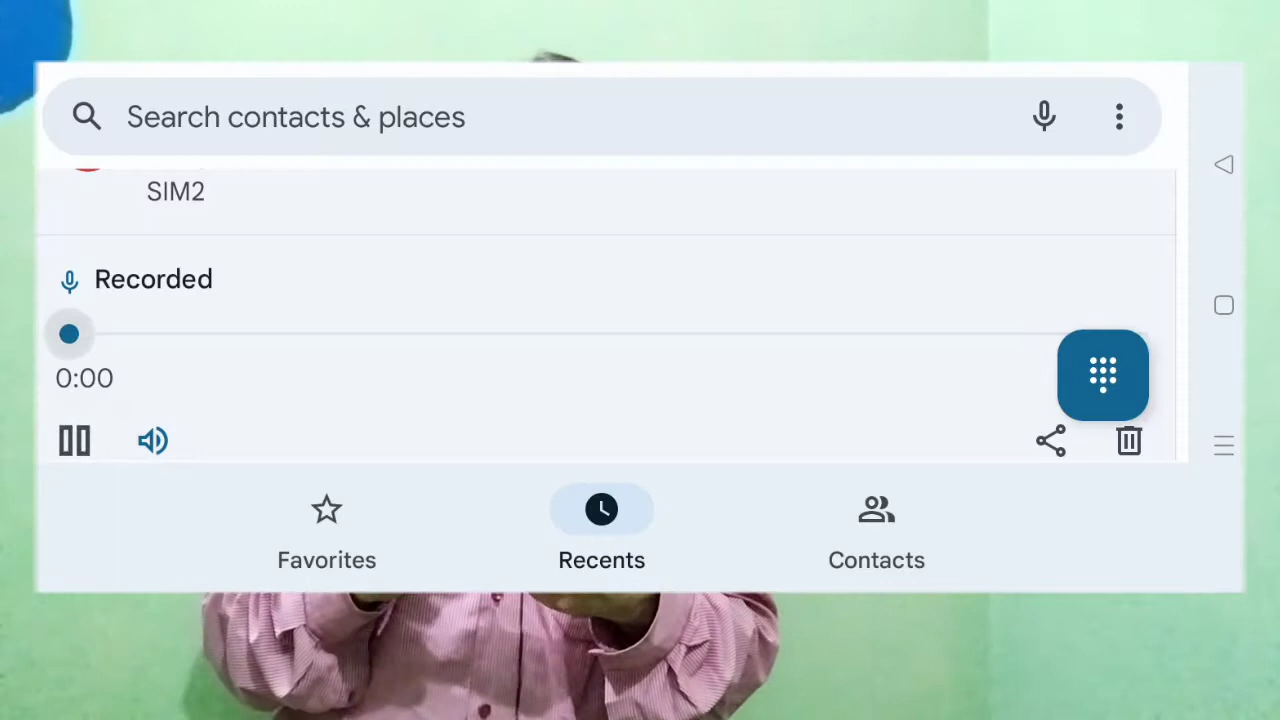 Search contacts & places
SIM2
Recorded
0:00
Favorites
Recents
Contacts